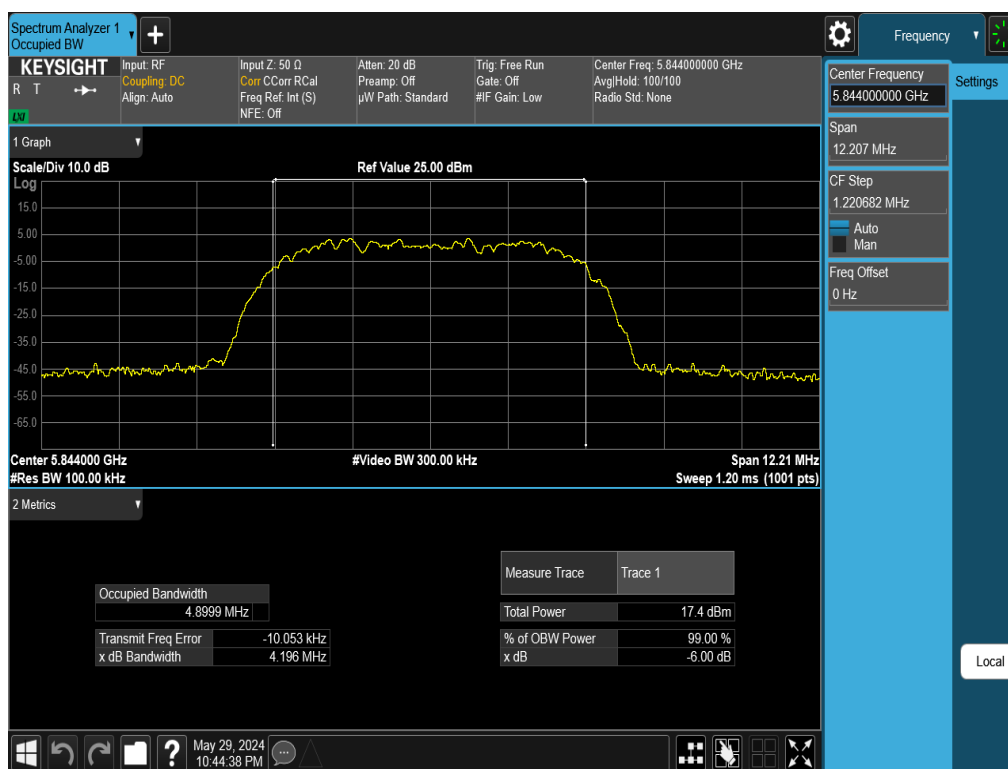 Spectrum Analyzer 1
Occupied BW
Frequency
KEYSIGHT
R T
LXI
Input: RF
Coupling: DC
Align: Auto
Input Z: 50 Ω
Corr CCorr RCal
Freq Ref: Int (S)
NFE: Off
Atten: 20 dB
Preamp: Off
µW Path: Standard
Trig: Free Run
Gate: Off
#IF Gain: Low
Center Freq: 5.844000000 GHz
Avg|Hold: 100/100
Radio Std: None
Center Frequency
5.844000000 GHz
Settings
Span
12.207 MHz
CF Step
1.220682 MHz
Auto
Man
Freq Offset
0 Hz
Local
1 Graph
Scale/Div 10.0 dB
Ref Value 25.00 dBm
Log
15.0
5.00
-5.00
-15.0
-25.0
-35.0
-45.0
-55.0
-65.0
Center 5.844000 GHz
#Video BW 300.00 kHz
Span 12.21 MHz
#Res BW 100.00 kHz
Sweep 1.20 ms (1001 pts)
2 Metrics
Occupied Bandwidth
4.8999 MHz
Transmit Freq Error -10.053 kHz
x dB Bandwidth 4.196 MHz
Measure Trace Trace 1
Total Power 17.4 dBm
% of OBW Power 99.00 %
x dB -6.00 dB
?
May 29, 2024
10:44:38 PM